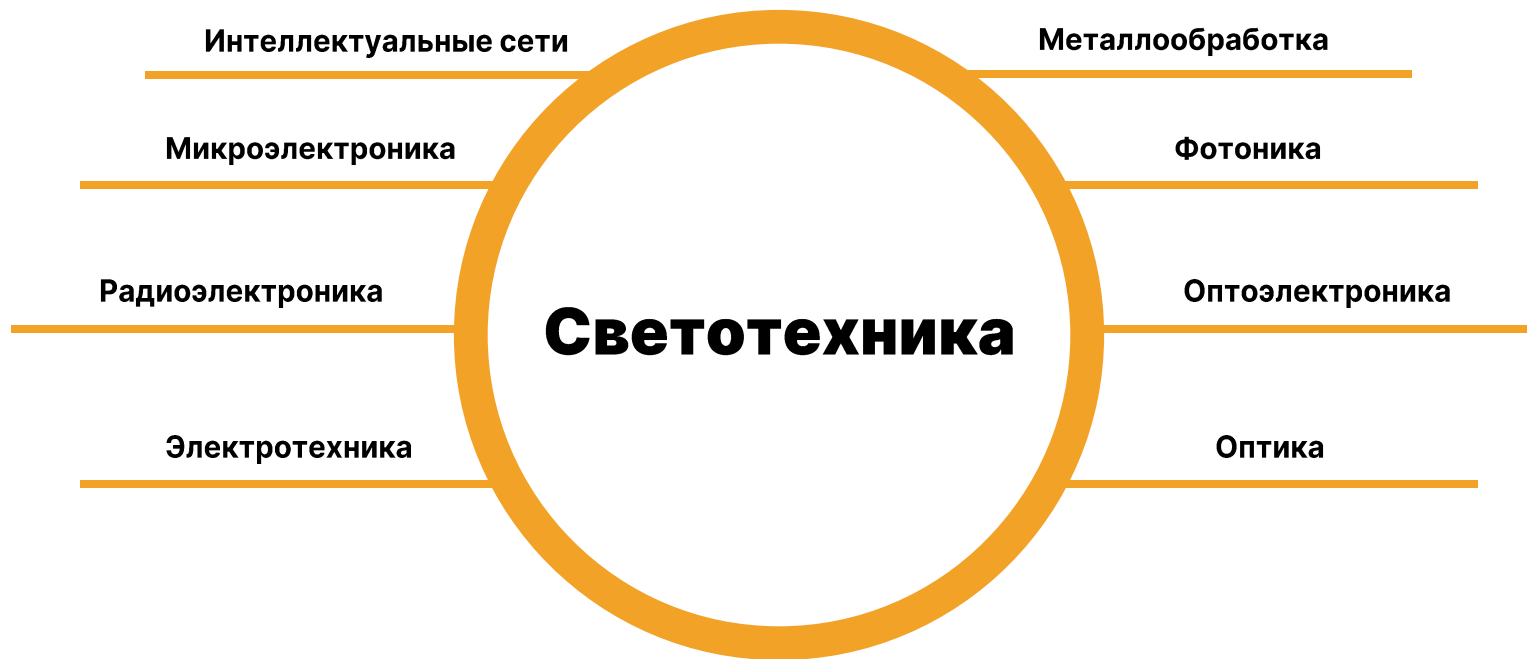 Интеллектуальные сети
Металлообработка
Микроэлектроника
Фотоника
Радиоэлектроника
Оптоэлектроника
Светотехника
Электротехника
Оптика